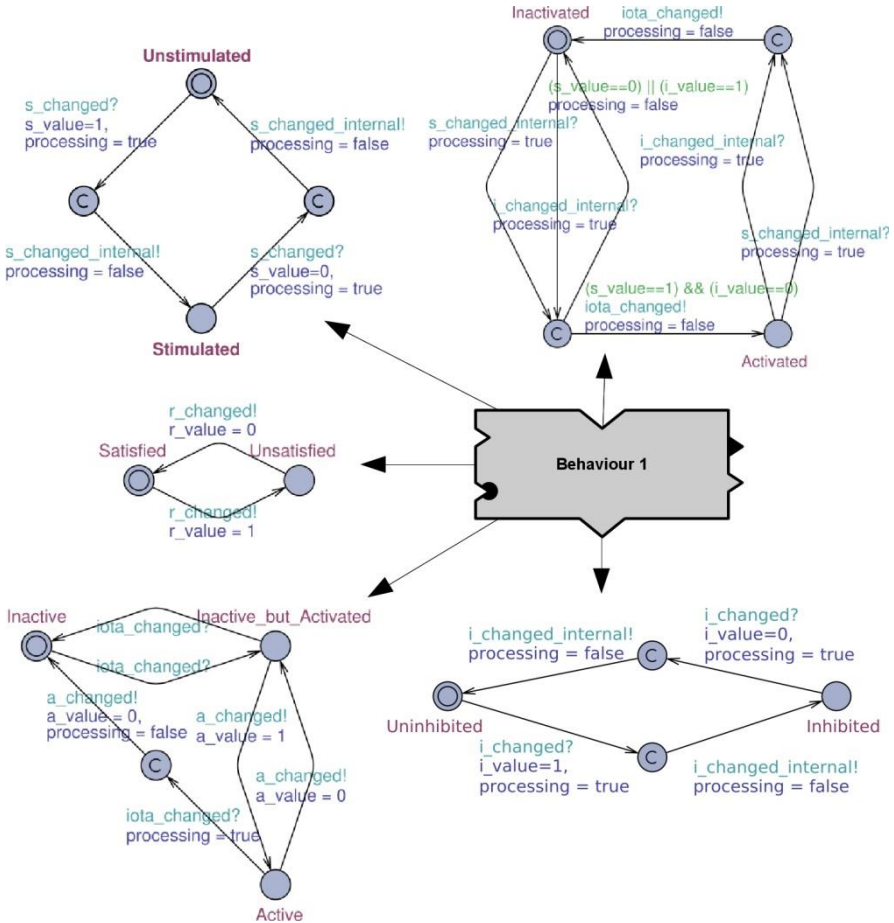 Unstimulated
s_changed?
s_value=1,
processing = true
s_changed_internal!
processing = false
C
C
s_changed_internal!
processing = false
s_changed?
s_value=0,
processing = true
Stimulated
Inactivated
iota_changed!
processing = false
C
(s_value==0) || (i_value==1)
processing = false
s_changed_internal?
processing = true
i_changed_internal?
processing = true
i_changed_internal?
processing = true
s_changed_internal?
processing = true
(s_value==1) && (i_value==0)
iota_changed!
processing = false
C
Activated
r_changed!
r_value = 0
Satisfied
Unsatisfied
r_changed!
r_value = 1
Behaviour 1
Inactive
Inactive_but_Activated
iota_changed?
iota_changed?
a_changed!
a_value = 0,
processing = false
a_changed!
a_value = 1
C
a_changed!
a_value = 0
iota_changed?
processing = true
Active
i_changed_internal!
processing = false
C
i_changed?
i_value=0,
processing = true
Uninhibited
Inhibited
i_changed?
i_value=1,
processing = true
C
i_changed_internal!
processing = false